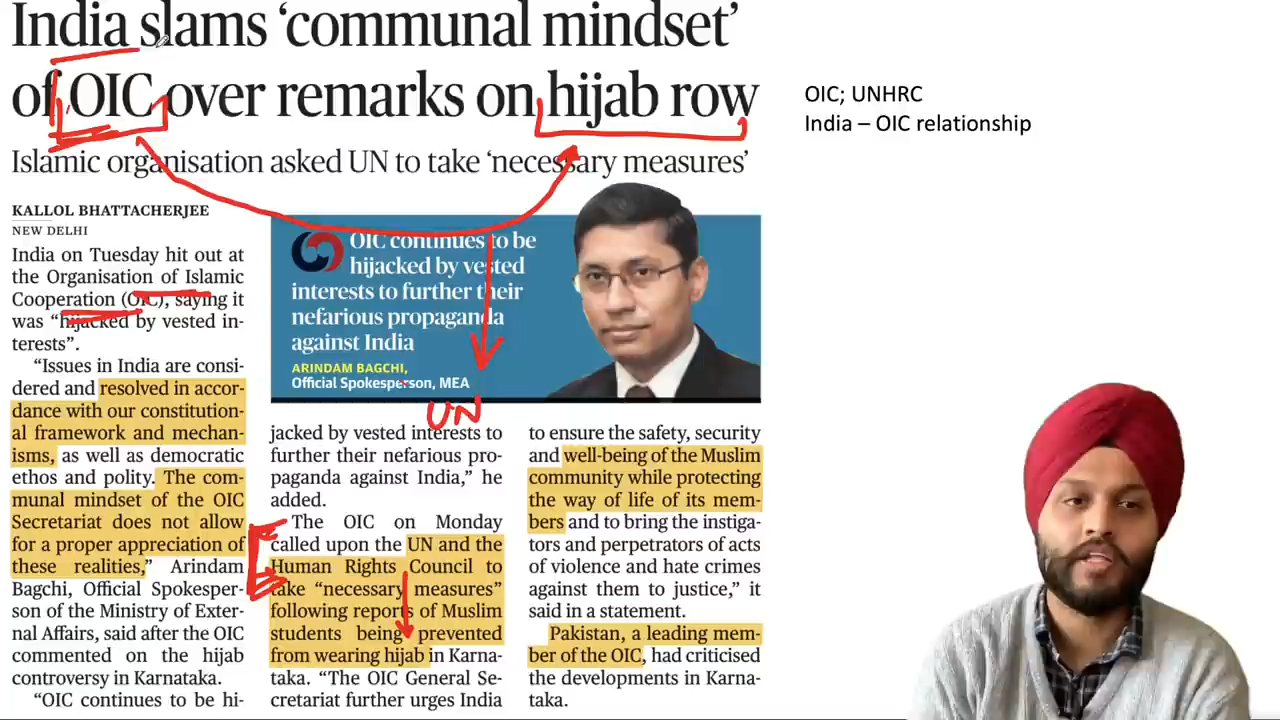 India slams ‘communal mindset’
of OIC over remarks on hijab row
Islamic organisation asked UN to take ‘necessary measures’
KALLOL BHATTACHERJEE
NEW DELHI
India on Tuesday hit out at
the Organisation of Islamic
Cooperation (OIC), saying it
was “hijacked by vested in-
terests”.
“Issues in India are consi-
dered and resolved in accor-
dance with our constitution-
al framework and mechan-
isms, as well as democratic
ethos and polity. The com-
munal mindset of the OIC
Secretariat does not allow
for a proper appreciation of
these realities,” Arindam
Bagchi, Official Spokesper-
son of the Ministry of Exter-
nal Affairs, said after the OIC
commented on the hijab
controversy in Karnataka.
“OIC continues to be hi-
OIC continues to be
hijacked by vested
interests to further their
nefarious propaganda
against India
ARINDAM BAGCHI,
Official Spokesperson, MEA
UN
jacked by vested interests to
further their nefarious pro-
paganda against India,” he
added.
The OIC on Monday
called upon the UN and the
Human Rights Council to
take “necessary measures”
following reports of Muslim
students being prevented
from wearing hijab in Karna-
taka. “The OIC General Se-
cretariat further urges India
to ensure the safety, security
and well-being of the Muslim
community while protecting
the way of life of its mem-
bers and to bring the instiga-
tors and perpetrators of acts
of violence and hate crimes
against them to justice,” it
said in a statement.
Pakistan, a leading mem-
ber of the OIC, had criticised
the developments in Karna-
taka.
OIC; UNHRC
India – OIC relationship